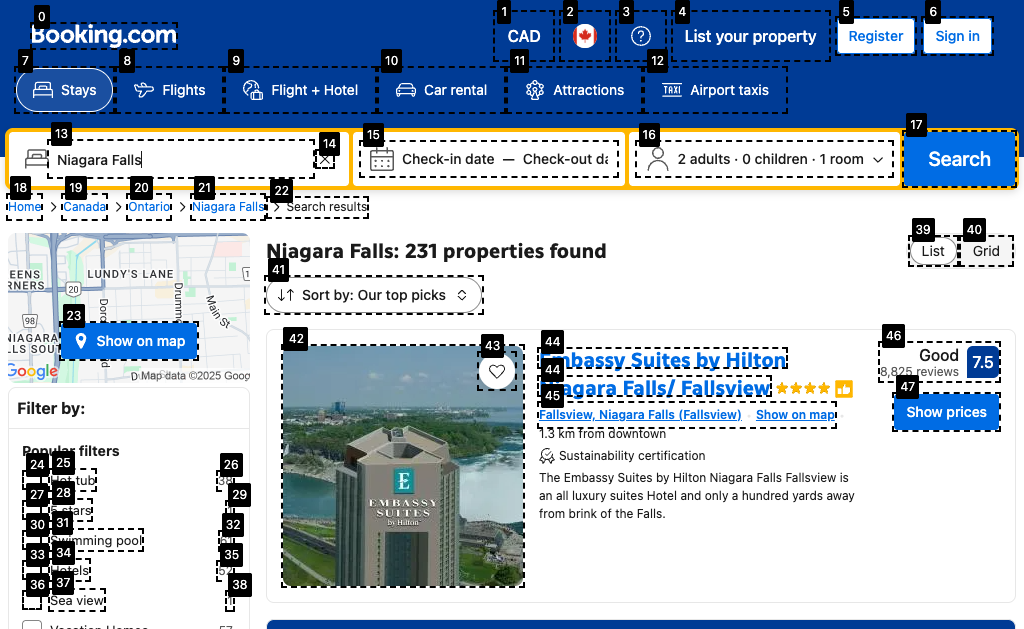 Booking.com
CAD
List your property
Register
Sign in
Stays
Flights
Flight + Hotel
Car rental
Attractions
Airport taxis
Niagara Falls
Check-in date — Check-out da
2 adults · 0 children · 1 room
Search
Home > Canada > Ontario > Niagara Falls > Search results
Niagara Falls: 231 properties found
List
Grid
Sort by: Our top picks
LUNDY'S LANE
Main St
20
98
Show on map
Google
Map data ©2025 Goog
Filter by:
Popular filters
Hot tub
5 stars
Swimming pool
Hotels
52
Sea view
1
Vacation Homes
57
Embassy Suites by Hilton
Niagara Falls/ Fallsview
Fallsview, Niagara Falls (Fallsview) · Show on map ·
1.3 km from downtown
Sustainability certification
The Embassy Suites by Hilton Niagara Falls Fallsview is
an all luxury suites Hotel and only a hundred yards away
from brink of the Falls.
Good
8,825 reviews
7.5
Show prices
E
EMBASSY
SUITES
by Hilton
0
1
2
3
4
5
6
7
8
9
10
11
12
13
14
15
16
17
18
19
20
21
22
23
24
25
26
27
28
29
30
31
32
33
34
35
36
37
38
39
40
41
42
43
44
44
45
46
47